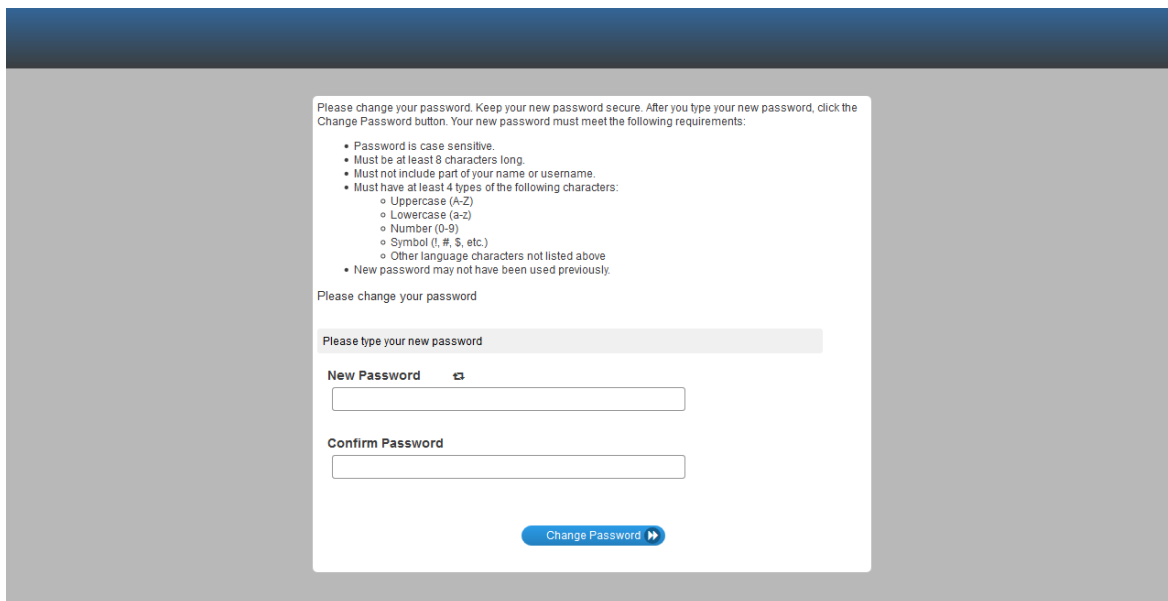 Please change your password. Keep your new password secure. After you type your new password, click the
Change Password button. Your new password must meet the following requirements:
• Password is case sensitive.
• Must be at least 8 characters long.
• Must not include part of your name or username.
• Must have at least 4 types of the following characters:
o Uppercase (A-Z)
o Lowercase (a-z)
o Number (0-9)
o Symbol (!, #, $, etc.)
o Other language characters not listed above
• New password may not have been used previously.
Please change your password
Please type your new password
New Password
Confirm Password
Change Password